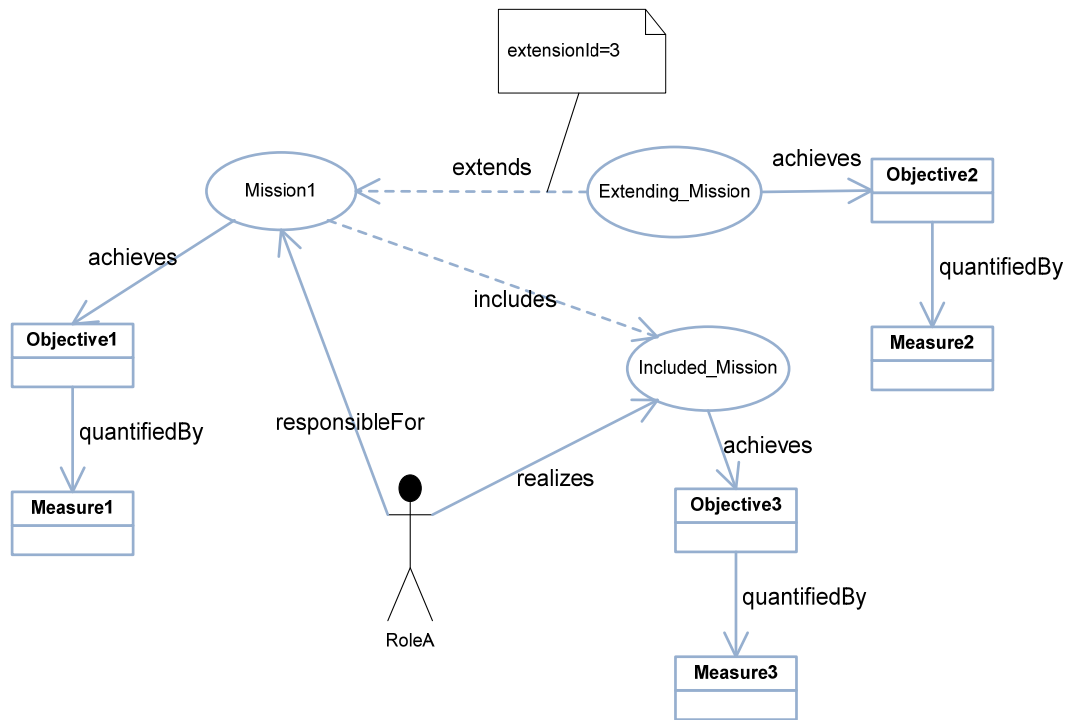 extensionId=3
extends
achieves
Mission1
Extending_Mission
Objective2
achieves
quantifiedBy
includes
Objective1
Measure2
Included_Mission
quantifiedBy
responsibleFor
achieves
realizes
Measure1
Objective3
quantifiedBy
RoleA
Measure3